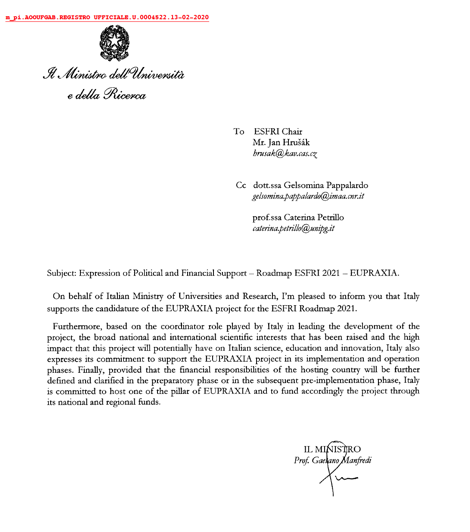 m_pi.AOOUFGAB.REGISTRO UFFICIALE.U.0004622.13-02-2020
Il Ministro dell'Università
e della Ricerca
To ESFRI Chair
Mr. Jan Hrušák
hrusak@kav.cas.cz
Cc dott.ssa Gelsomina Pappalardo
gelsomina.pappalardo@imaa.cnr.it
prof.ssa Caterina Petrillo
caterina.petrillo@unipg.it
Subject: Expression of Political and Financial Support – Roadmap ESFRI 2021 – EUPRAXIA.
On behalf of Italian Ministry of Universities and Research, I'm pleased to inform you that Italy
supports the candidature of the EUPRAXIA project for the ESFRI Roadmap 2021.
Furthermore, based on the coordinator role played by Italy in leading the development of the
project, the broad national and international scientific interests that has been raised and the high
impact that this project will potentially have on Italian science, education and innovation, Italy also
expresses its commitment to support the EUPRAXIA project in its implementation and operation
phases. Finally, provided that the financial responsibilities of the hosting country will be further
defined and clarified in the preparatory phase or in the subsequent pre-implementation phase, Italy
is committed to host one of the pillar of EUPRAXIA and to fund accordingly the project through
its national and regional funds.
IL MINISTRO
Prof. Gaetano Manfredi